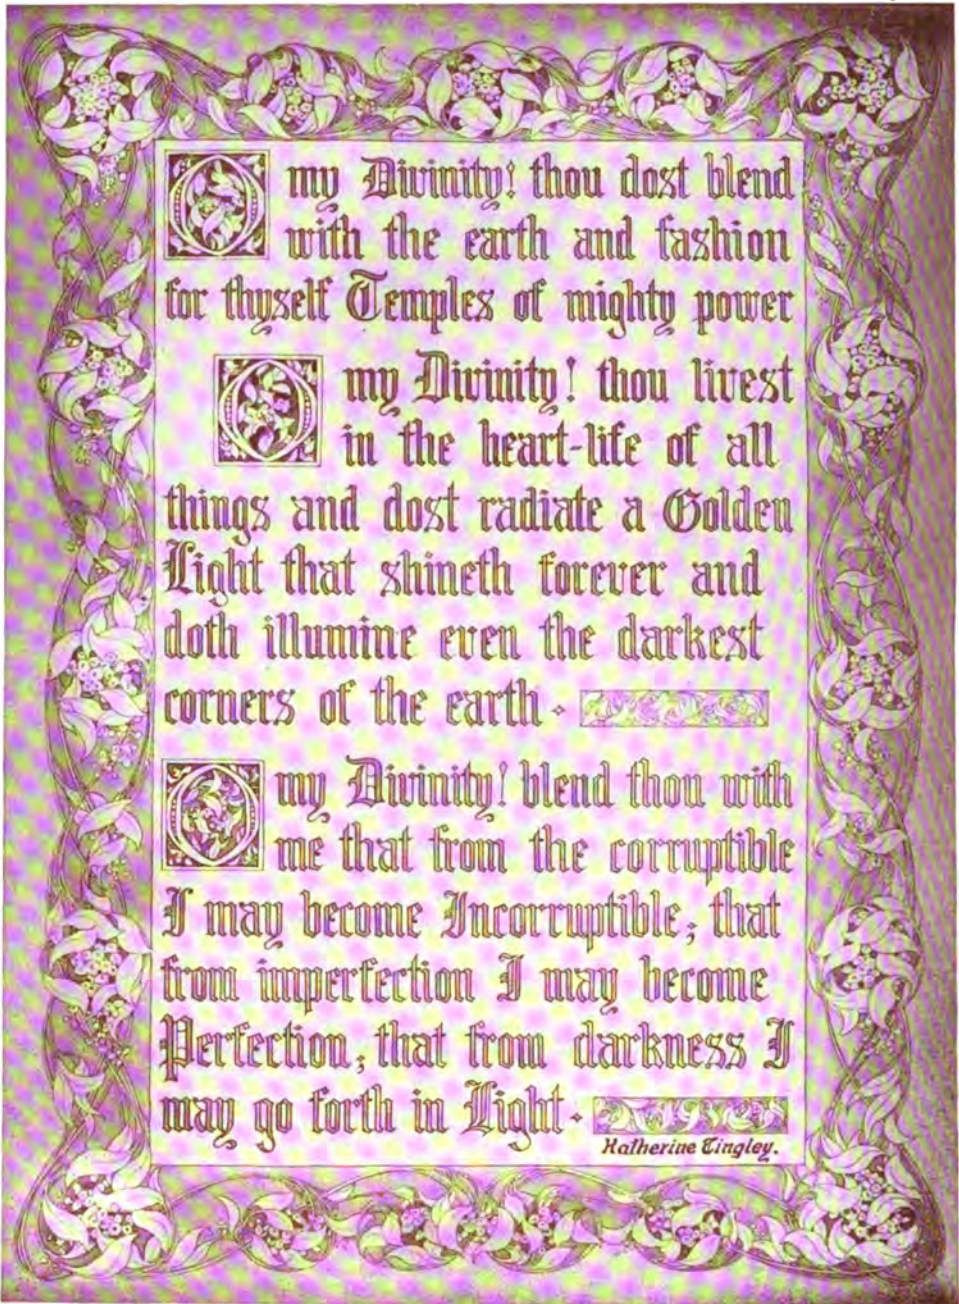 O my Divinity! thou dost blend
with the earth and fashion
for thyself Temples of mighty power
O my Divinity! thou livest
in the heart-life of all
things and dost radiate a Golden
Light that shineth forever and
doth illumine even the darkest
corners of the earth.
O my Divinity! blend thou with
me that from the corruptible
I may become Incorruptible; that
from imperfection I may become
Perfection; that from darkness I
may go forth in Light.
Katherine Tingley.